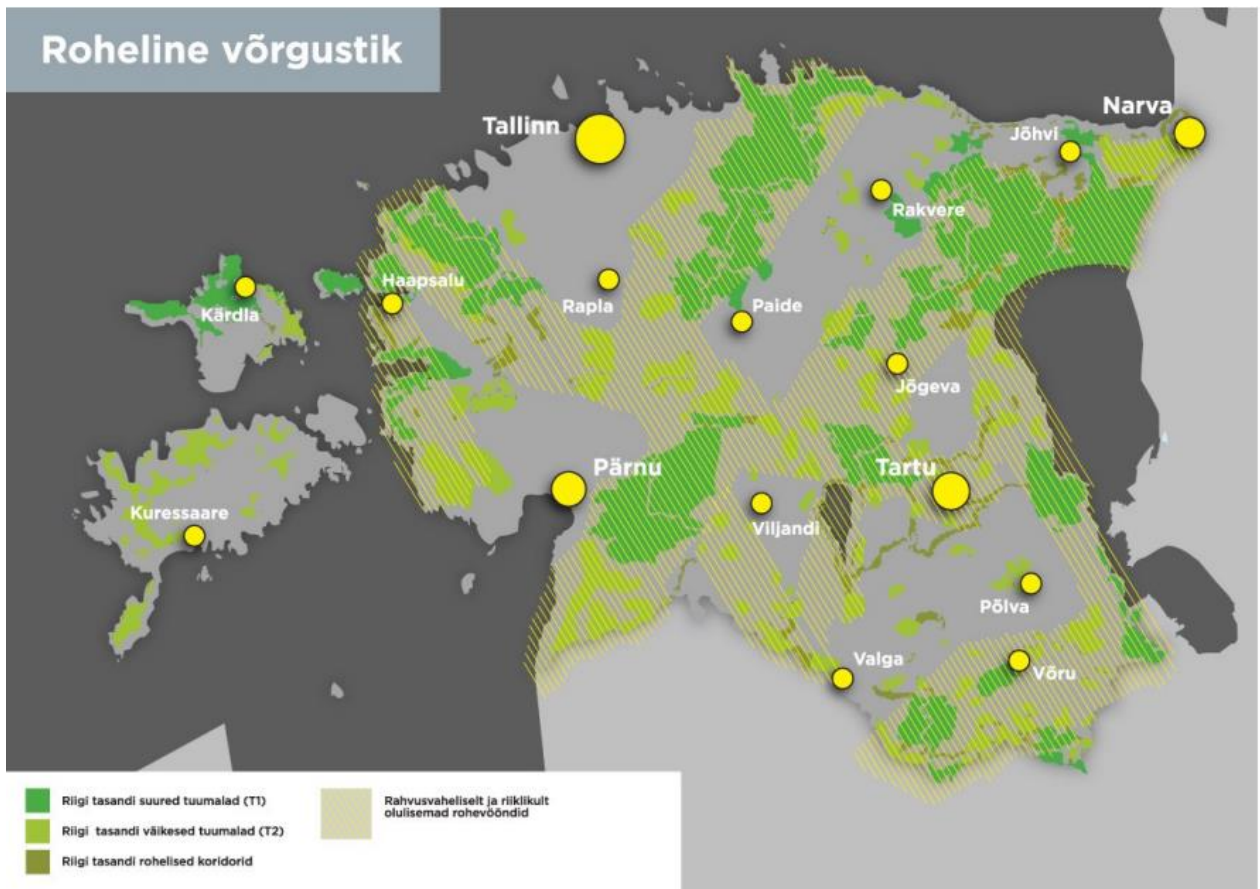 Roheline võrgustik
Tallinn
Narva
Jõhvi
Rakvere
Haapsalu
Kärdla
Rapla
Paide
Jõgeva
Pärnu
Tartu
Kuressaare
Viljandi
Põlva
Valga
Võru
Riigi tasandi suured tuumalad (T1)
Riigi tasandi väikesed tuumalad (T2)
Riigi tasandi rohelised koridorid
Rahvusvaheliselt ja riiklikult
olulisemad rohevööndid